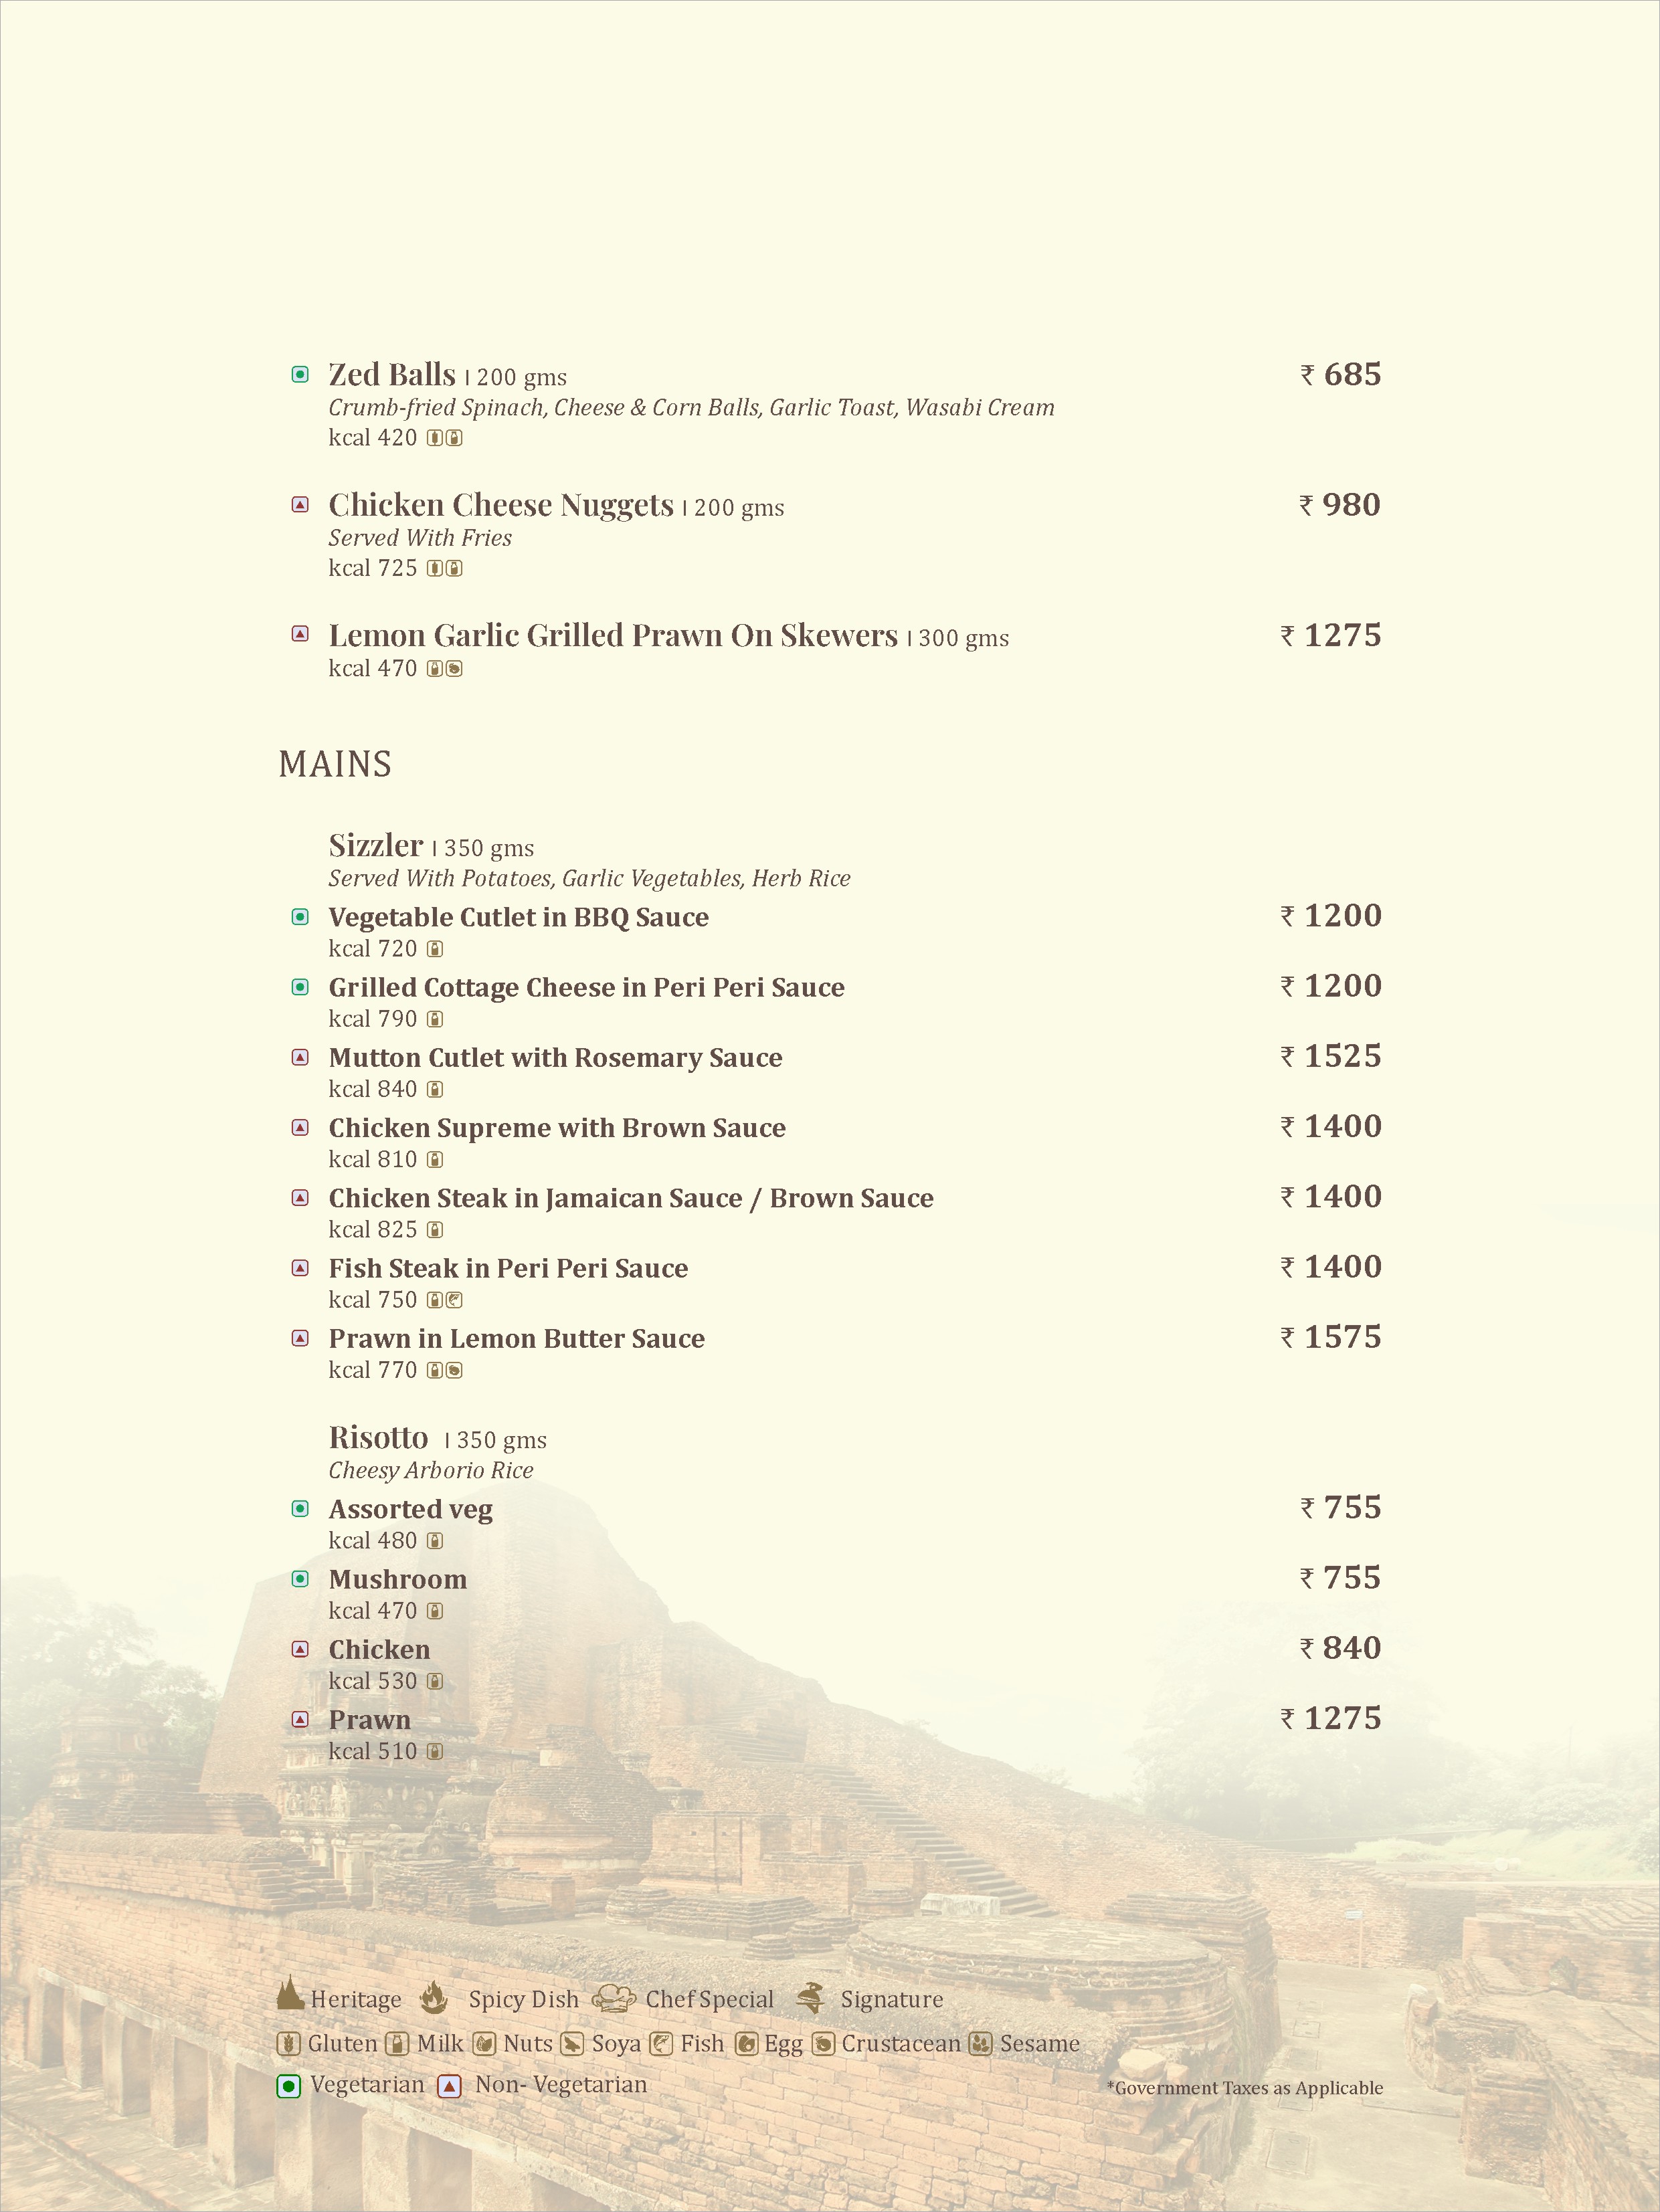 Zed Balls | 200 gms ₹ 685
Crumb-fried Spinach, Cheese & Corn Balls, Garlic Toast, Wasabi Cream
kcal 420
Chicken Cheese Nuggets | 200 gms ₹ 980
Served With Fries
kcal 725
Lemon Garlic Grilled Prawn On Skewers | 300 gms ₹ 1275
kcal 470
MAINS
Sizzler | 350 gms
Served With Potatoes, Garlic Vegetables, Herb Rice
Vegetable Cutlet in BBQ Sauce ₹ 1200
kcal 720
Grilled Cottage Cheese in Peri Peri Sauce ₹ 1200
kcal 790
Mutton Cutlet with Rosemary Sauce ₹ 1525
kcal 840
Chicken Supreme with Brown Sauce ₹ 1400
kcal 810
Chicken Steak in Jamaican Sauce / Brown Sauce ₹ 1400
kcal 825
Fish Steak in Peri Peri Sauce ₹ 1400
kcal 750
Prawn in Lemon Butter Sauce ₹ 1575
kcal 770
Risotto | 350 gms
Cheesy Arborio Rice
Assorted veg ₹ 755
kcal 480
Mushroom ₹ 755
kcal 470
Chicken ₹ 840
kcal 530
Prawn ₹ 1275
kcal 510
Heritage Spicy Dish Chef Special Signature
Gluten Milk Nuts Soya Fish Egg Crustacean Sesame
Vegetarian Non- Vegetarian *Government Taxes as Applicable